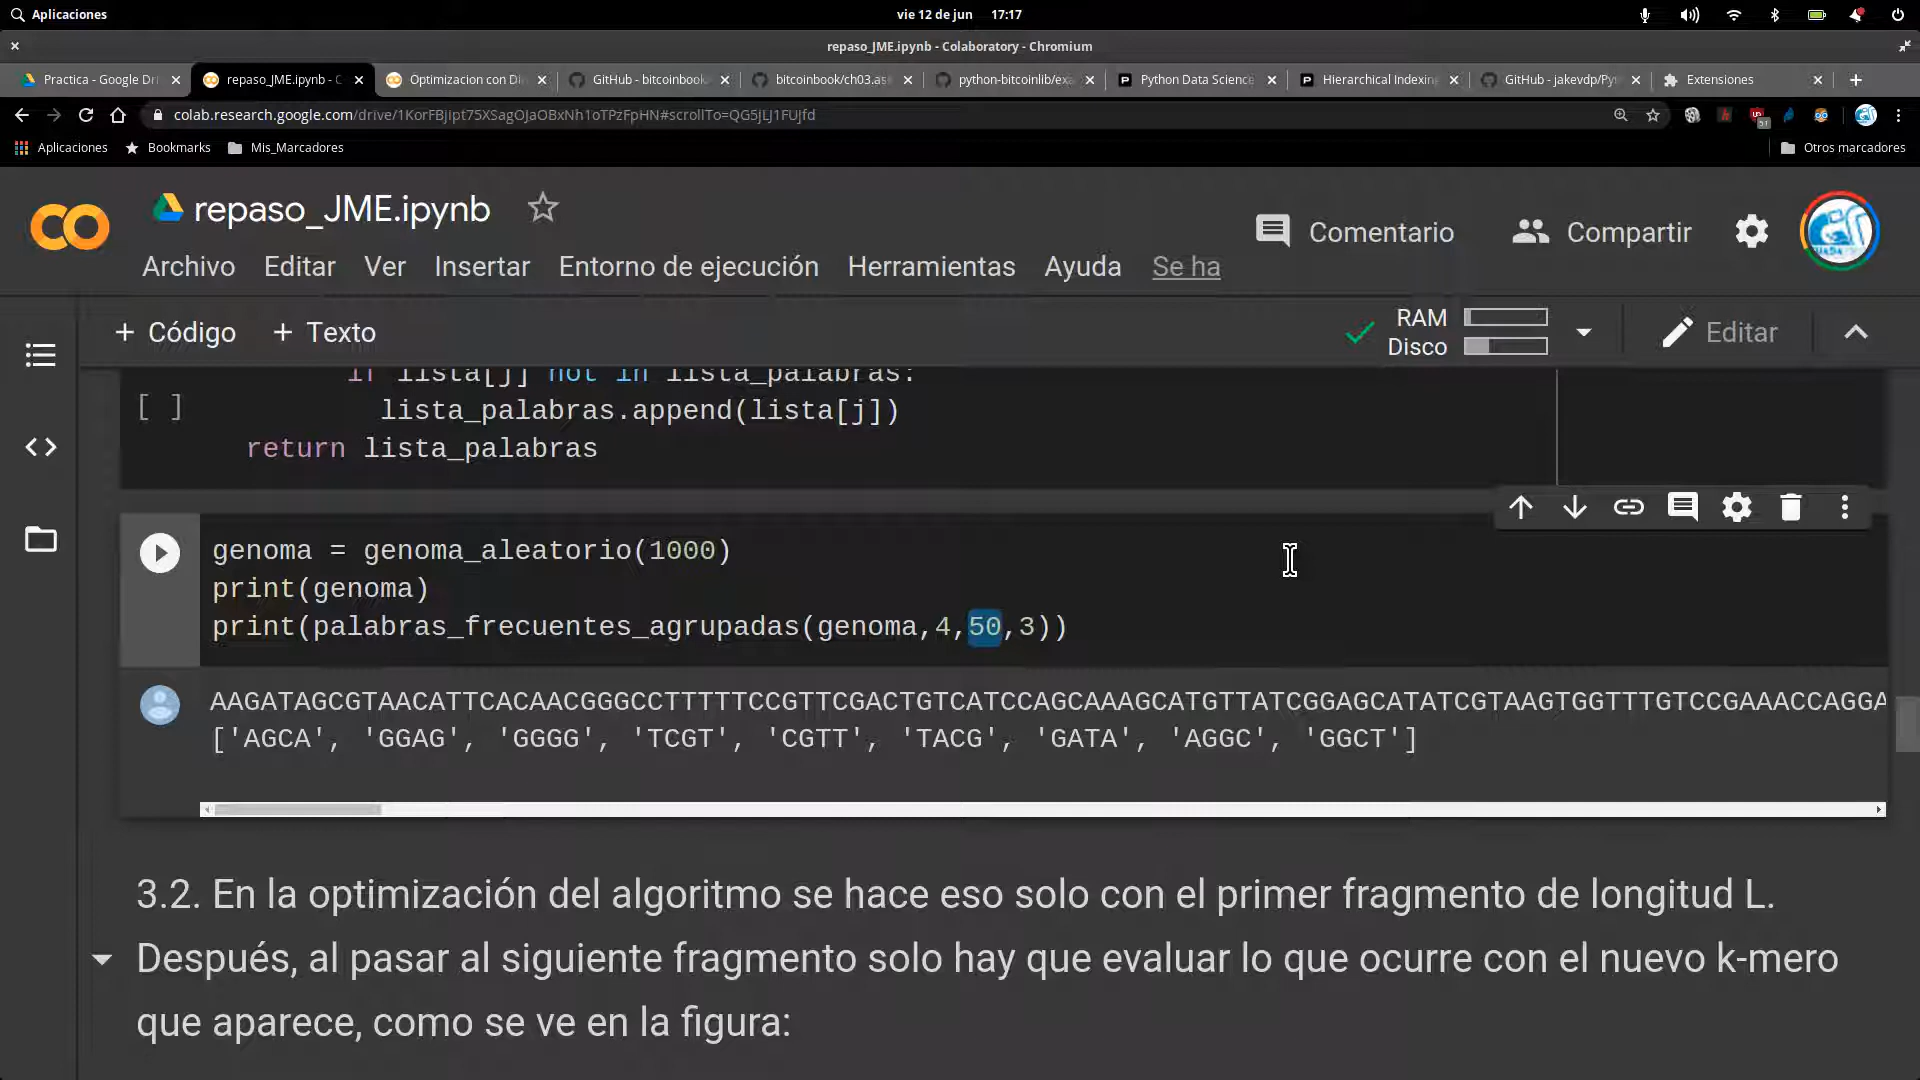 Aplicaciones
vie 12 de jun 17:17
repaso_JME.ipynb - Colaboratory - Chromium
Practica - Google Dri
repaso_JME.ipynb - C
Optimizacion con Di
GitHub - bitcoinbook
bitcoinbook/ch03.as
python-bitcoinlib/exa
Python Data Science
Hierarchical Indexing
GitHub - jakevdp/Pyt
Extensiones
colab.research.google.com/drive/1KorFBjIpt75XSagOJaOBxNh1oTPzFpHN#scrollTo=QG5jLJ1FUjfd
Aplicaciones
Bookmarks
Mis_Marcadores
Otros marcadores
repaso_JME.ipynb
Comentario
Compartir
Archivo Editar Ver Insertar Entorno de ejecución Herramientas Ayuda Se ha
+ Código + Texto
RAM
Disco
Editar
if lista[j] not in lista_palabras:
[ ] lista_palabras.append(lista[j])
return lista_palabras
genoma = genoma_aleatorio(1000)
print(genoma)
print(palabras_frecuentes_agrupadas(genoma,4,50,3))
AAGATAGCGTAACATTCACAACGGGCCTTTTTCCGTTCGACTGTCATCCAGCAAAGCATGTTATCGGAGCATATCGTAAGTGGTTTGTCCGAAACCAGGA
['AGCA', 'GGAG', 'GGGG', 'TCGT', 'CGTT', 'TACG', 'GATA', 'AGGC', 'GGCT']
3.2. En la optimización del algoritmo se hace eso solo con el primer fragmento de longitud L.
Después, al pasar al siguiente fragmento solo hay que evaluar lo que ocurre con el nuevo k-mero
que aparece, como se ve en la figura: